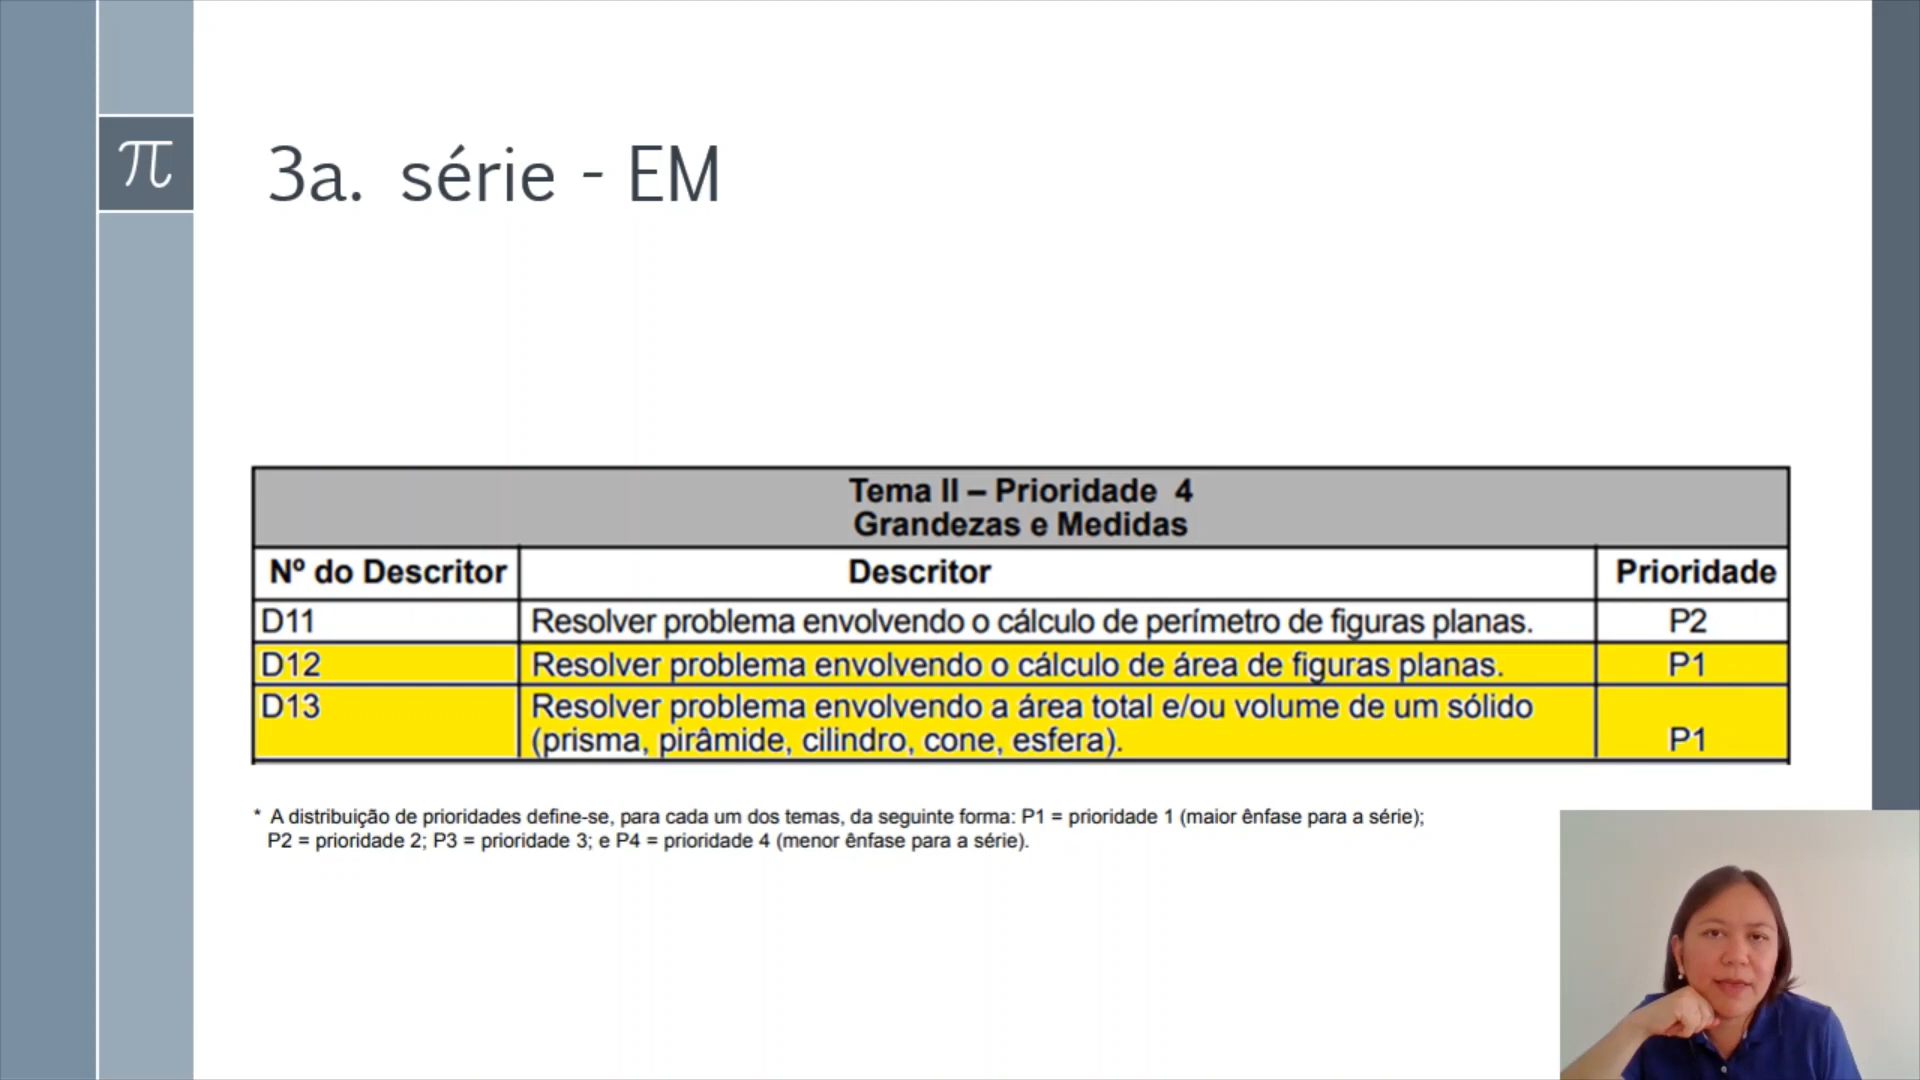 π
3a. série - EM
Tema II – Prioridade 4
Grandezas e Medidas
Nº do Descritor Descritor Prioridade
D11 Resolver problema envolvendo o cálculo de perímetro de figuras planas. P2
D12 Resolver problema envolvendo o cálculo de área de figuras planas. P1
D13 Resolver problema envolvendo a área total e/ou volume de um sólido
(prisma, pirâmide, cilindro, cone, esfera). P1
* A distribuição de prioridades define-se, para cada um dos temas, da seguinte forma: P1 = prioridade 1 (maior ênfase para a série);
P2 = prioridade 2; P3 = prioridade 3; e P4 = prioridade 4 (menor ênfase para a série).